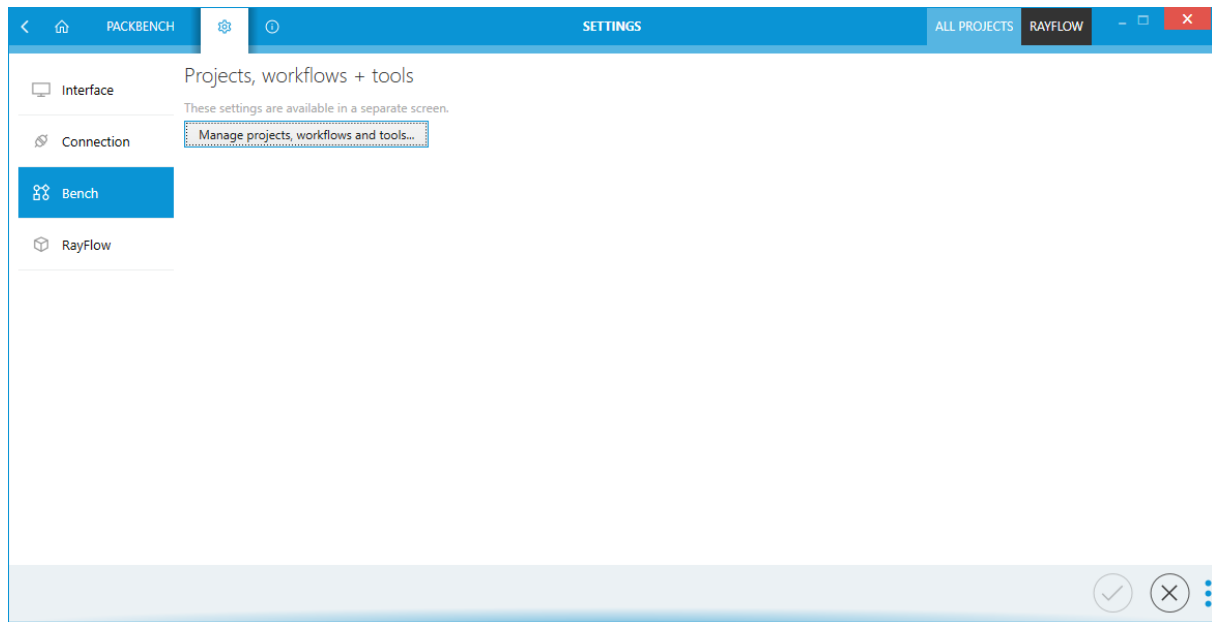 PACKBENCH
SETTINGS
ALL PROJECTS
RAYFLOW
Interface
Connection
Bench
RayFlow
Projects, workflows + tools
These settings are available in a separate screen.
Manage projects, workflows and tools...